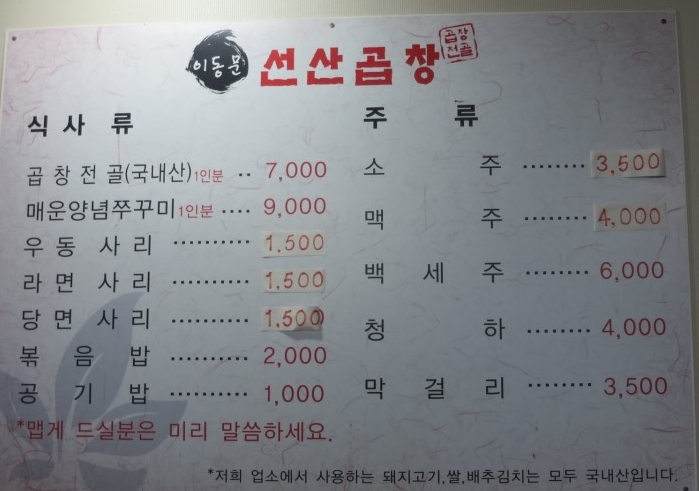 이동문 선산곱창 곱창전골
식사류
곱창전골(국내산)1인분 ‥ 7,000
매운양념쭈꾸미1인분 ‥‥ 9,000
우동사리 ‥‥‥‥‥ 1.500
라면사리 ‥‥‥‥‥ 1.500
당면사리 ‥‥‥‥‥ 1,500
볶음밥 ‥‥‥‥‥ 2,000
공기밥 ‥‥‥‥‥ 1,000
*맵게 드실분은 미리 말씀하세요.
주류
소주 ‥‥‥‥ 3,500
맥주 ‥‥‥‥ 4,000
백세주 ‥‥‥‥ 6,000
청하 ‥‥‥‥ 4,000
막걸리 ‥‥‥‥ 3,500
*저희 업소에서 사용하는 돼지고기,쌀,배추김치는 모두 국내산입니다.